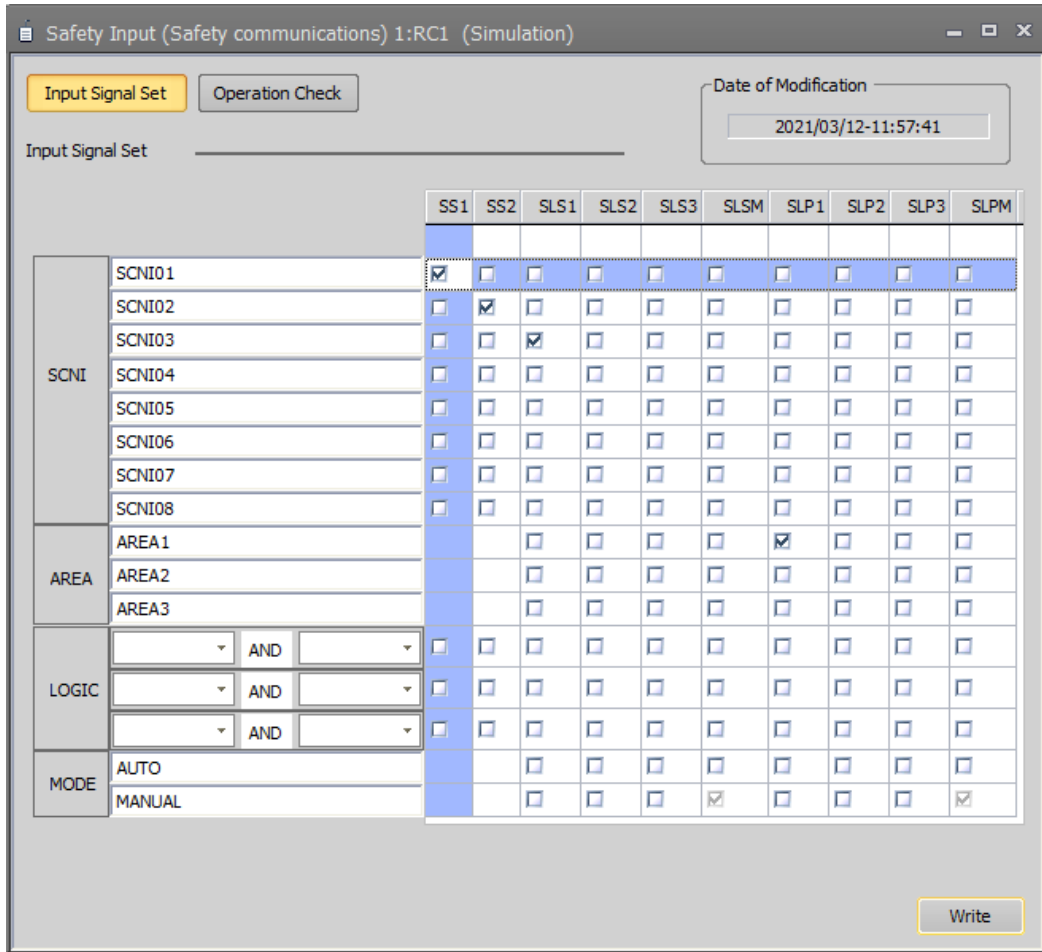 Safety Input (Safety communications) 1:RC1 (Simulation)
Input Signal Set
Operation Check
Date of Modification
2021/03/12-11:57:41
Input Signal Set
SS1 SS2 SLS1 SLS2 SLS3 SLSM SLP1 SLP2 SLP3 SLPM
SCNI
SCNI01
SCNI02
SCNI03
SCNI04
SCNI05
SCNI06
SCNI07
SCNI08
AREA
AREA1
AREA2
AREA3
LOGIC
AND
AND
AND
MODE
AUTO
MANUAL
Write